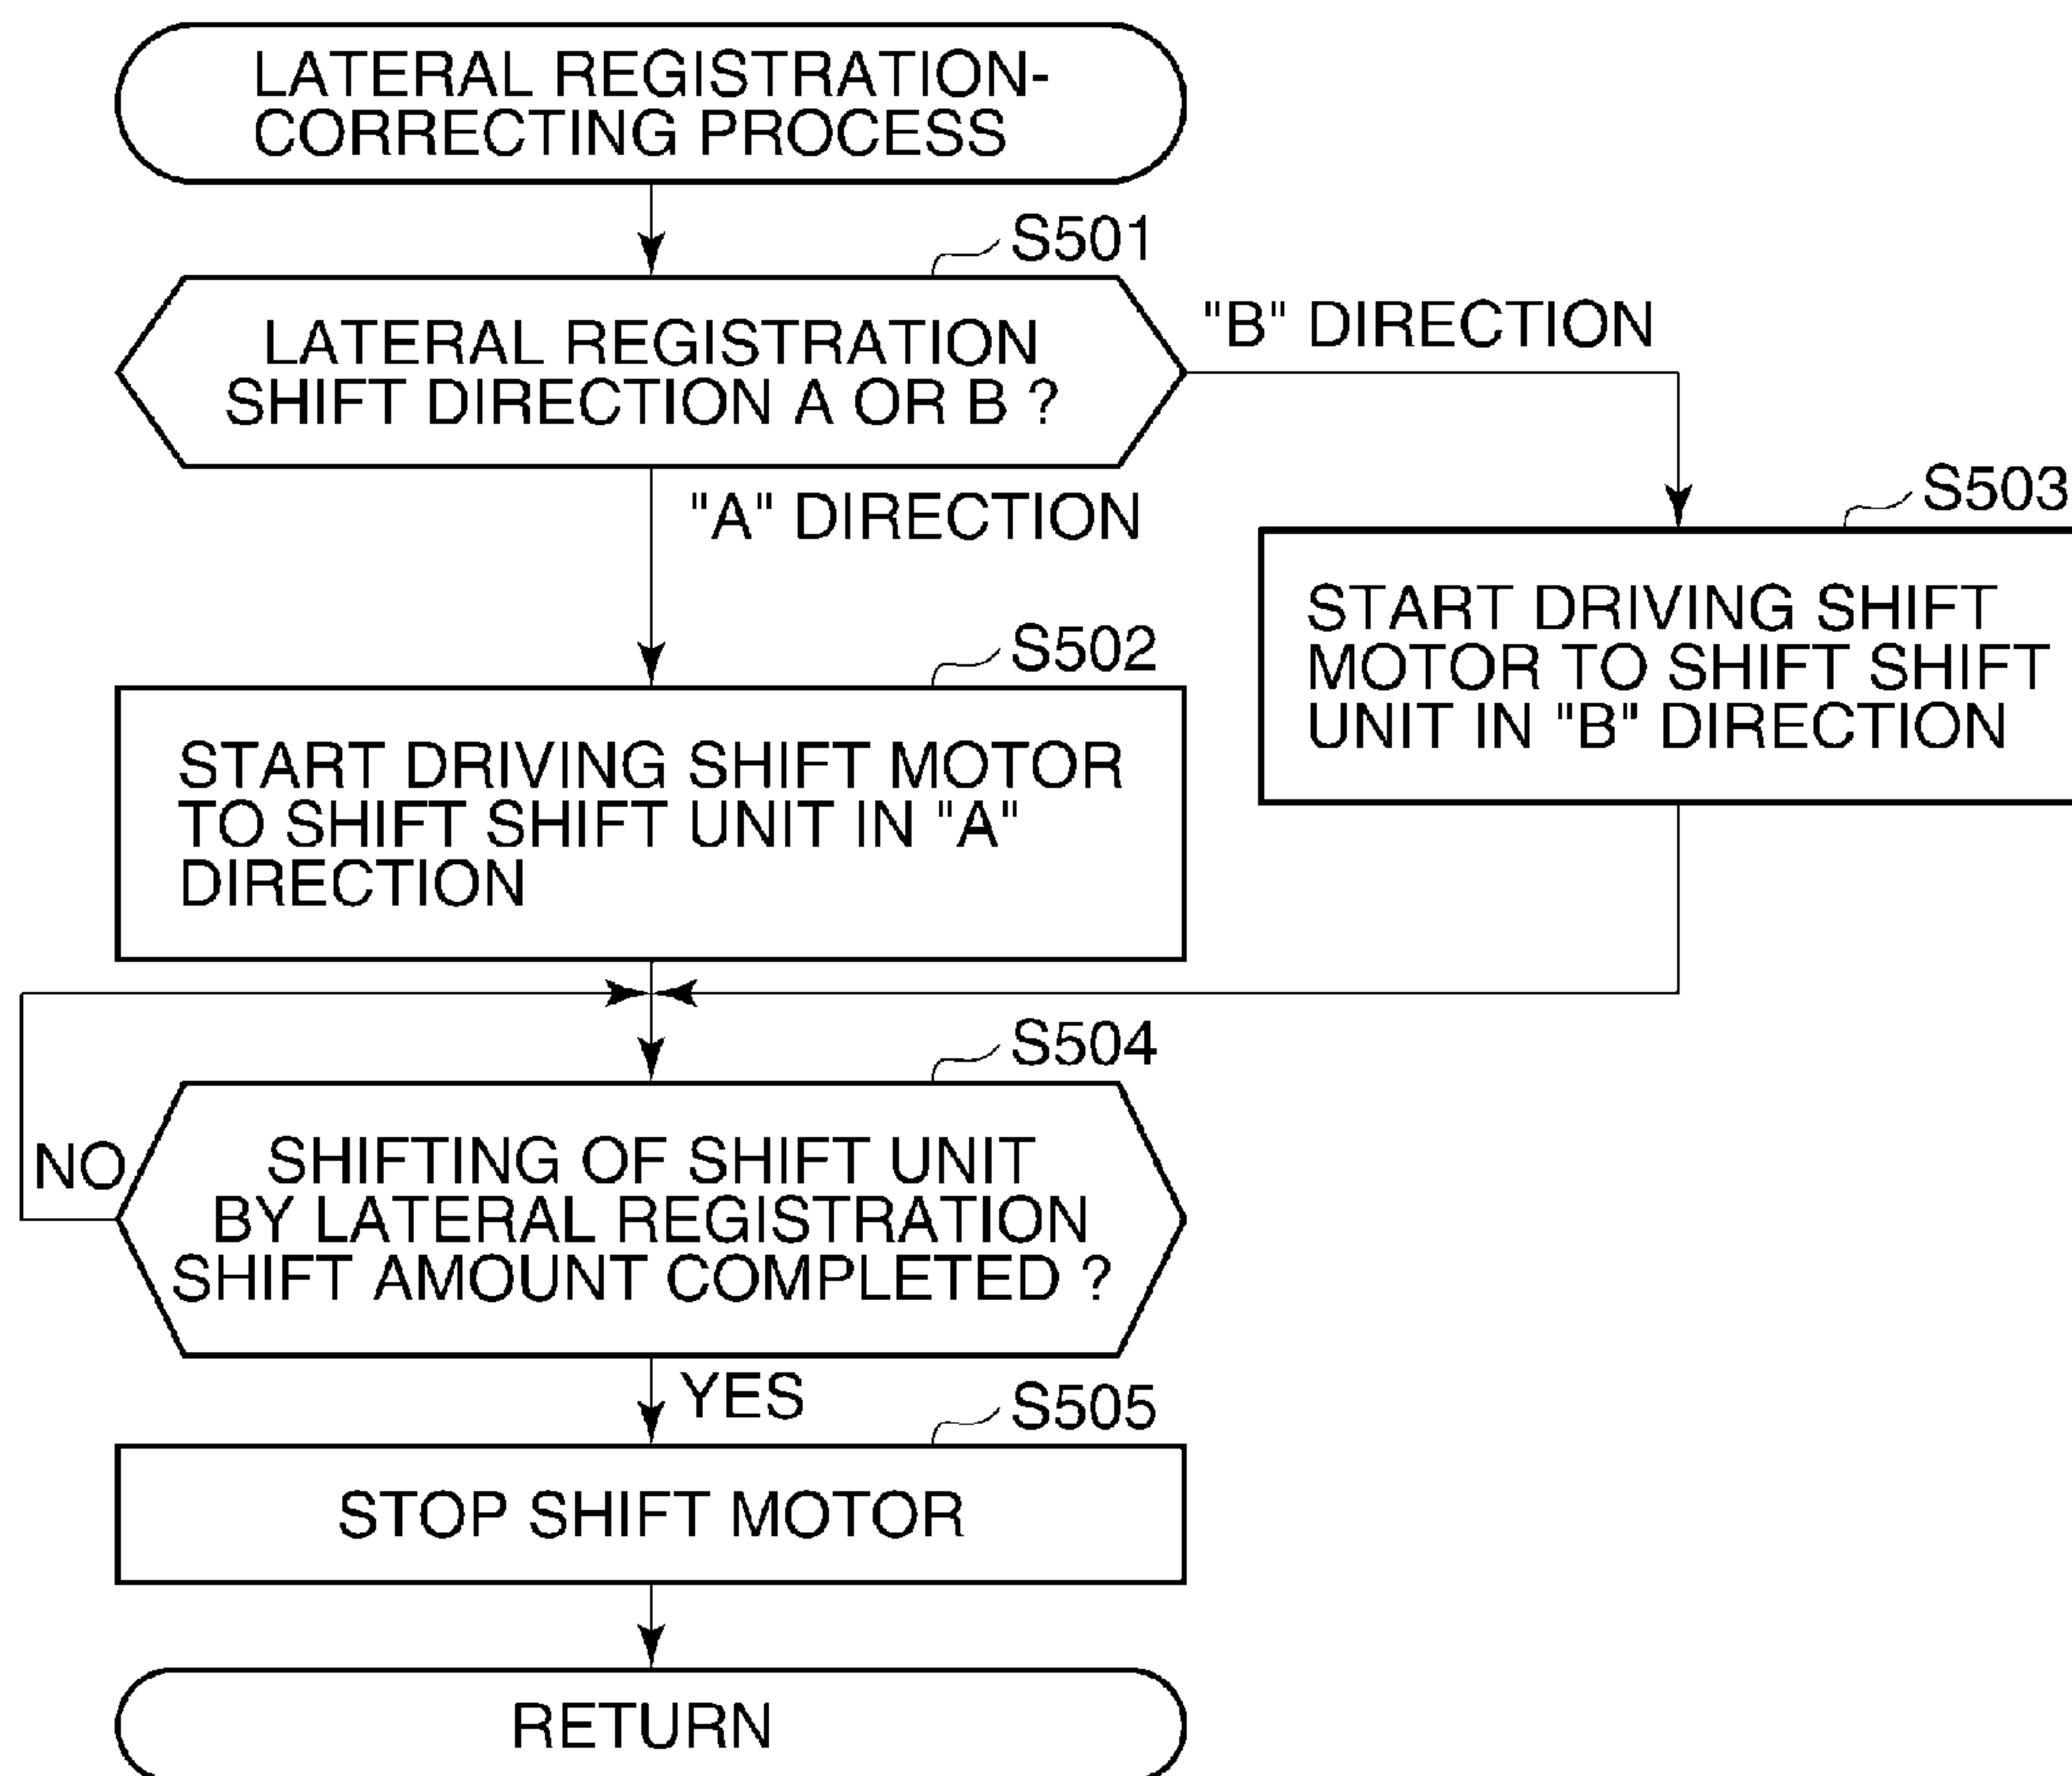 LATERAL REGISTRATION-
CORRECTING PROCESS
S501
LATERAL REGISTRATION
SHIFT DIRECTION A OR B ?
"B" DIRECTION
"A" DIRECTION
S503
START DRIVING SHIFT
MOTOR TO SHIFT SHIFT
UNIT IN "B" DIRECTION
S502
START DRIVING SHIFT MOTOR
TO SHIFT SHIFT UNIT IN "A"
DIRECTION
S504
NO
SHIFTING OF SHIFT UNIT
BY LATERAL REGISTRATION
SHIFT AMOUNT COMPLETED ?
YES
S505
STOP SHIFT MOTOR
RETURN